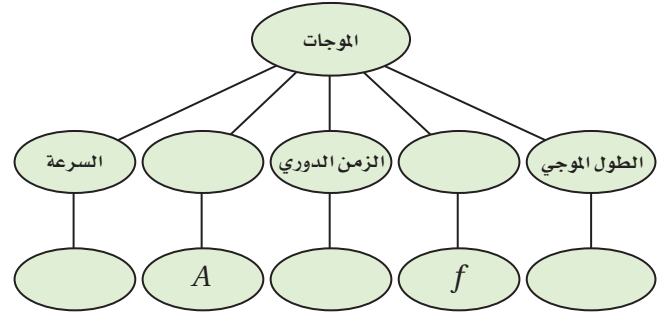 الموجات
الطول الموجي
الزمن الدوري
السرعة
f
A